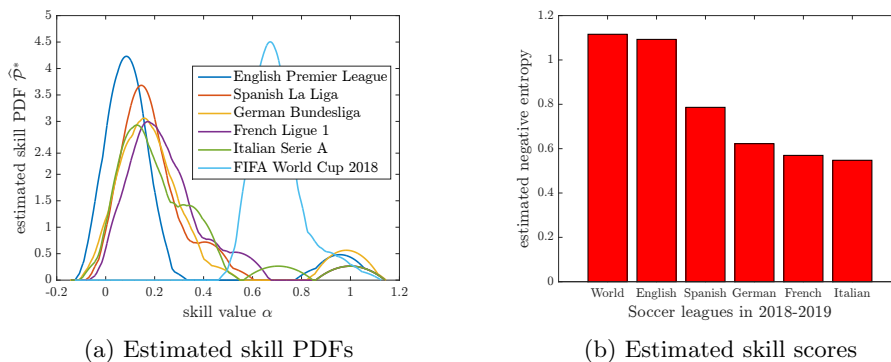 5
4.5
4
3.5
3
2.4
2
1.5
1
0.5
0
-0.2
0
0.2
0.4
0.6
0.8
1
1.2
estimated skill PDF P̂*
skill value α
English Premier League
Spanish La Liga
German Bundesliga
French Ligue 1
Italian Serie A
FIFA World Cup 2018
(a) Estimated skill PDFs
1.2
1
0.8
0.6
0.4
0.2
0
estimated negative entropy
World English Spanish German French Italian
Soccer leagues in 2018-2019
(b) Estimated skill scores